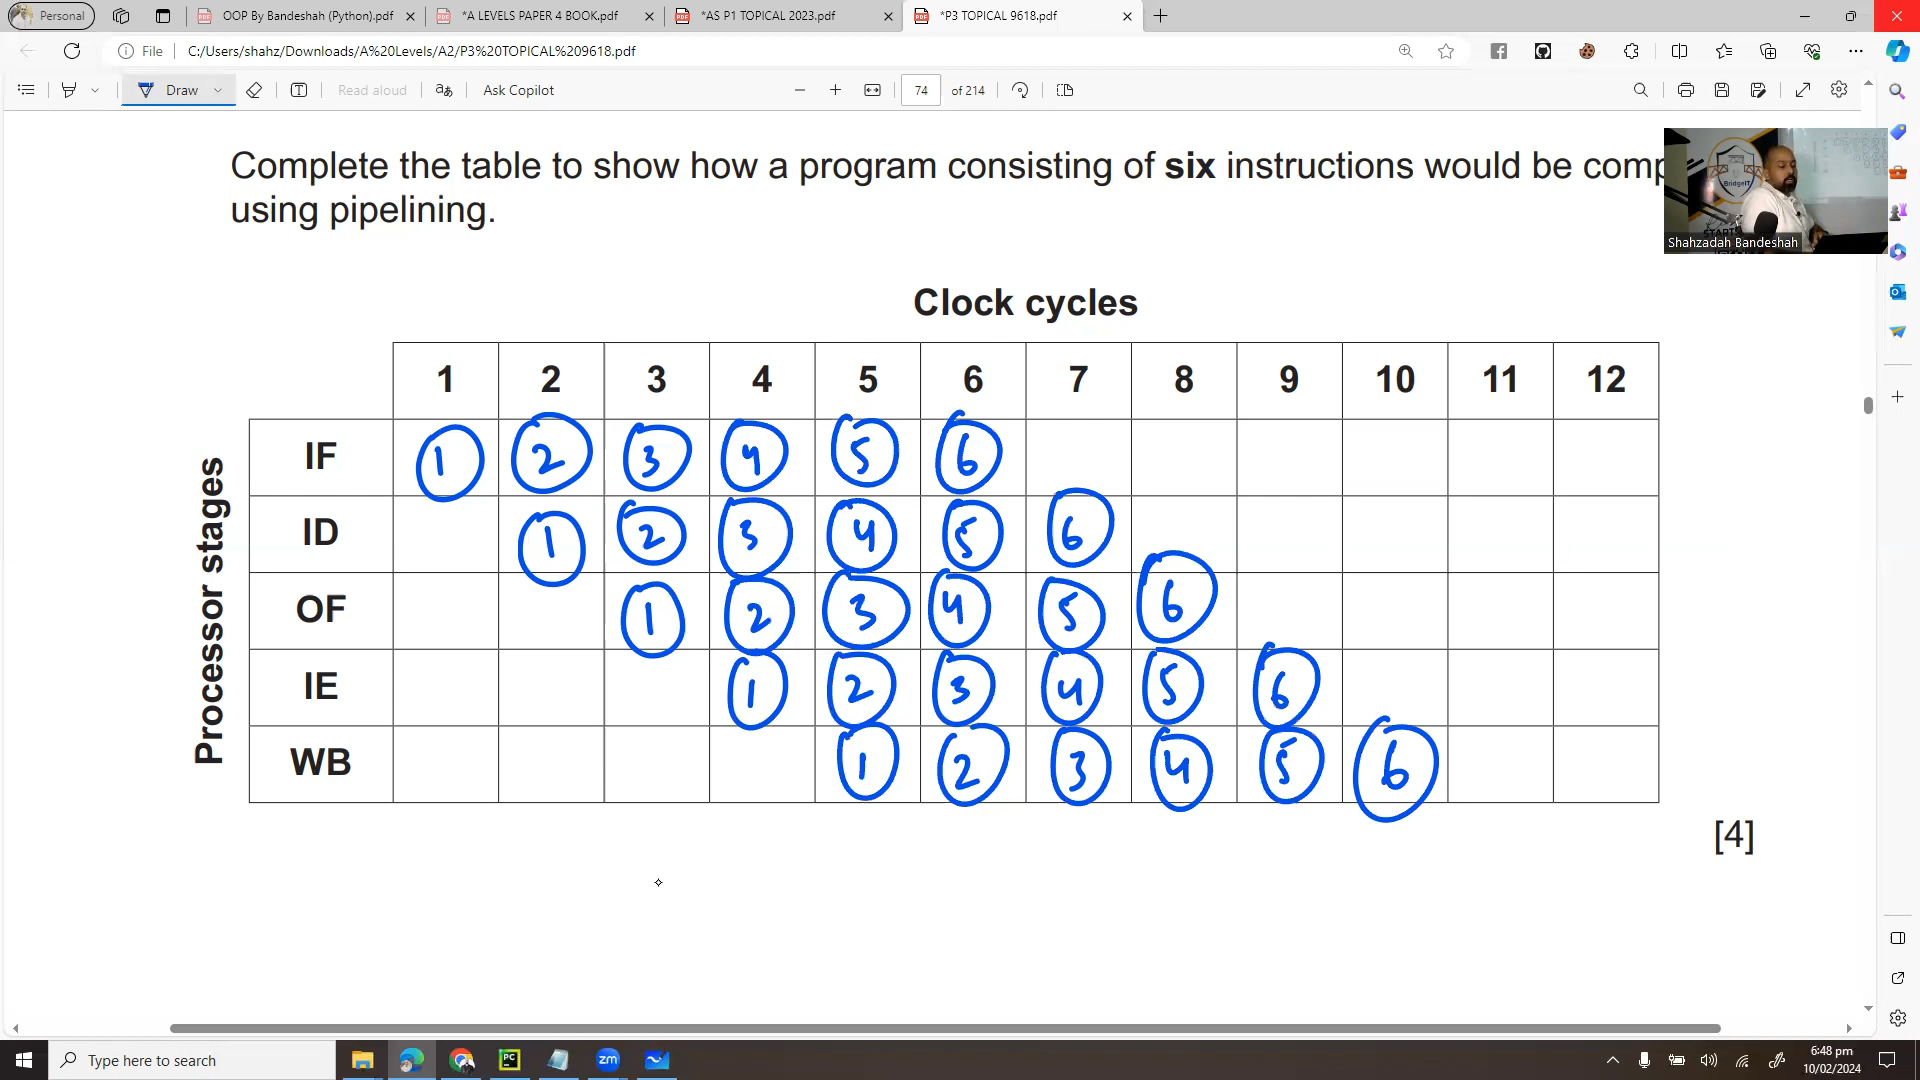 Personal
OOP By Bandeshah (Python).pdf
*A LEVELS PAPER 4 BOOK.pdf
*AS P1 TOPICAL 2023.pdf
*P3 TOPICAL 9618.pdf
File
C:/Users/shahz/Downloads/A%20Levels/A2/P3%20TOPICAL%209618.pdf
Draw
Read aloud
aあ
Ask Copilot
74 of 214
Complete the table to show how a program consisting of six instructions would be comp
using pipelining.
BridgeIT
START
Shahzadah Bandeshah
Clock cycles
1 2 3 4 5 6 7 8 9 10 11 12
Processor stages
IF 1 2 3 4 5 6
ID 1 2 3 4 5 6
OF 1 2 3 4 5 6
IE 1 2 3 4 5 6
WB 1 2 3 4 5 6
[4]
Type here to search
PC
zm
6:48 pm
10/02/2024